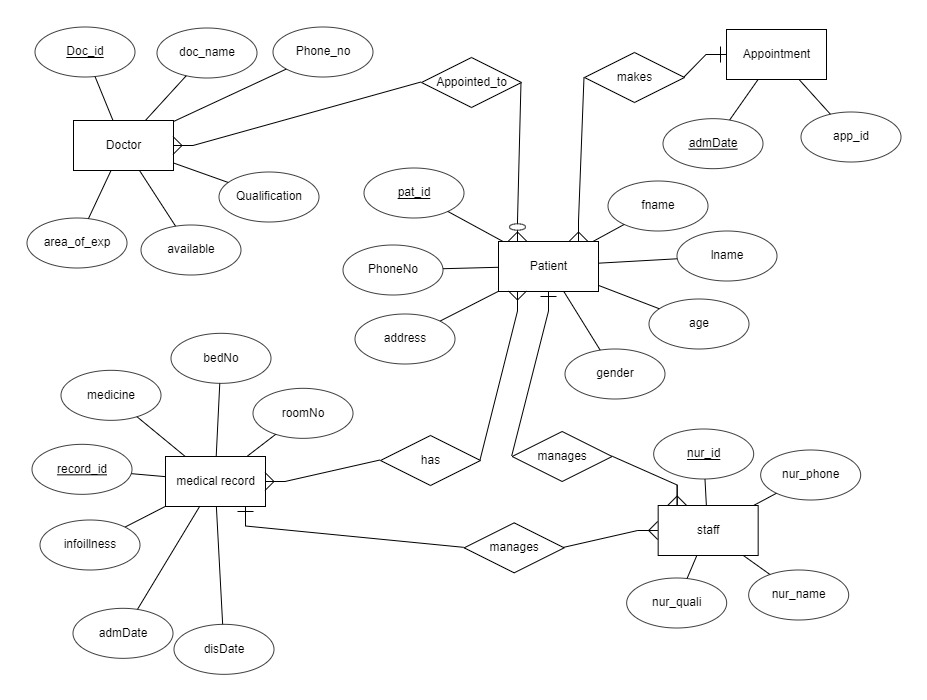 Doc_id
doc_name
Phone_no
Appointed_to
makes
Appointment
admDate
app_id
Doctor
Qualification
area_of_exp
available
pat_id
fname
PhoneNo
Patient
lname
address
age
gender
bedNo
medicine
roomNo
record_id
medical record
has
manages
nur_id
nur_phone
infoillness
manages
staff
admDate
disDate
nur_quali
nur_name